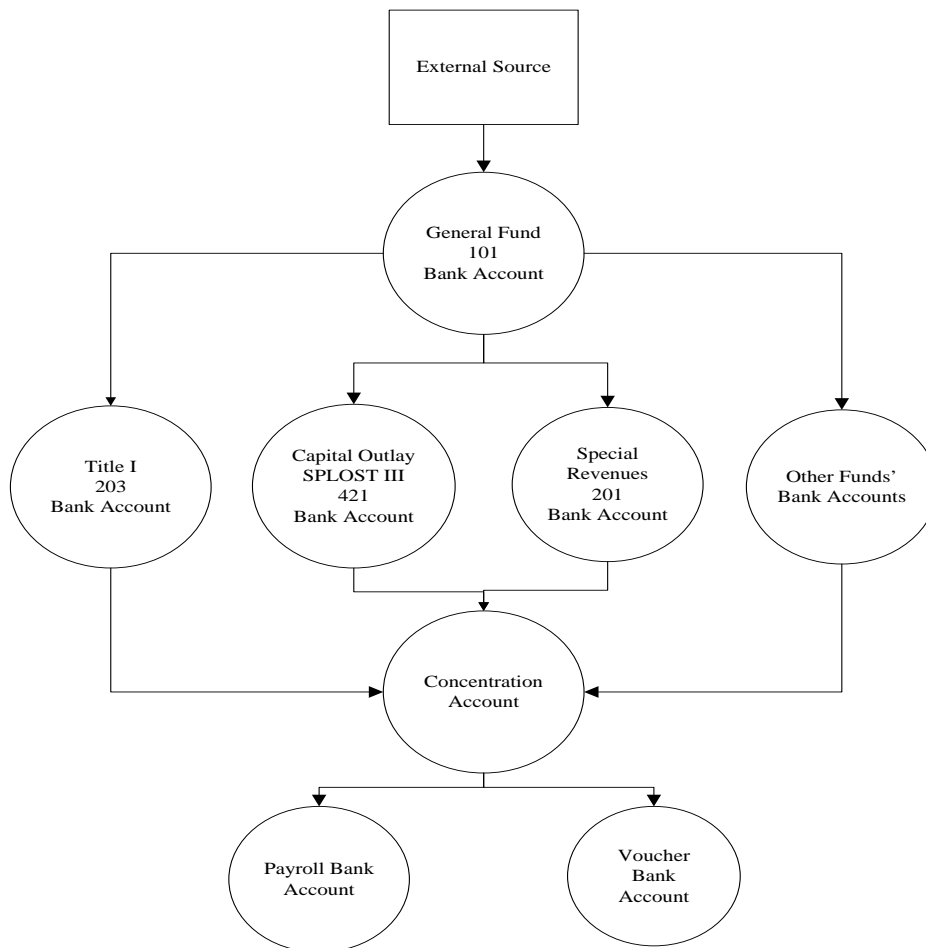 External Source
General Fund
101
Bank Account
Title I
203
Bank Account
Capital Outlay
SPLOST III
421
Bank Account
Special
Revenues
201
Bank Account
Other Funds’
Bank Accounts
Concentration
Account
Payroll Bank
Account
Voucher
Bank
Account